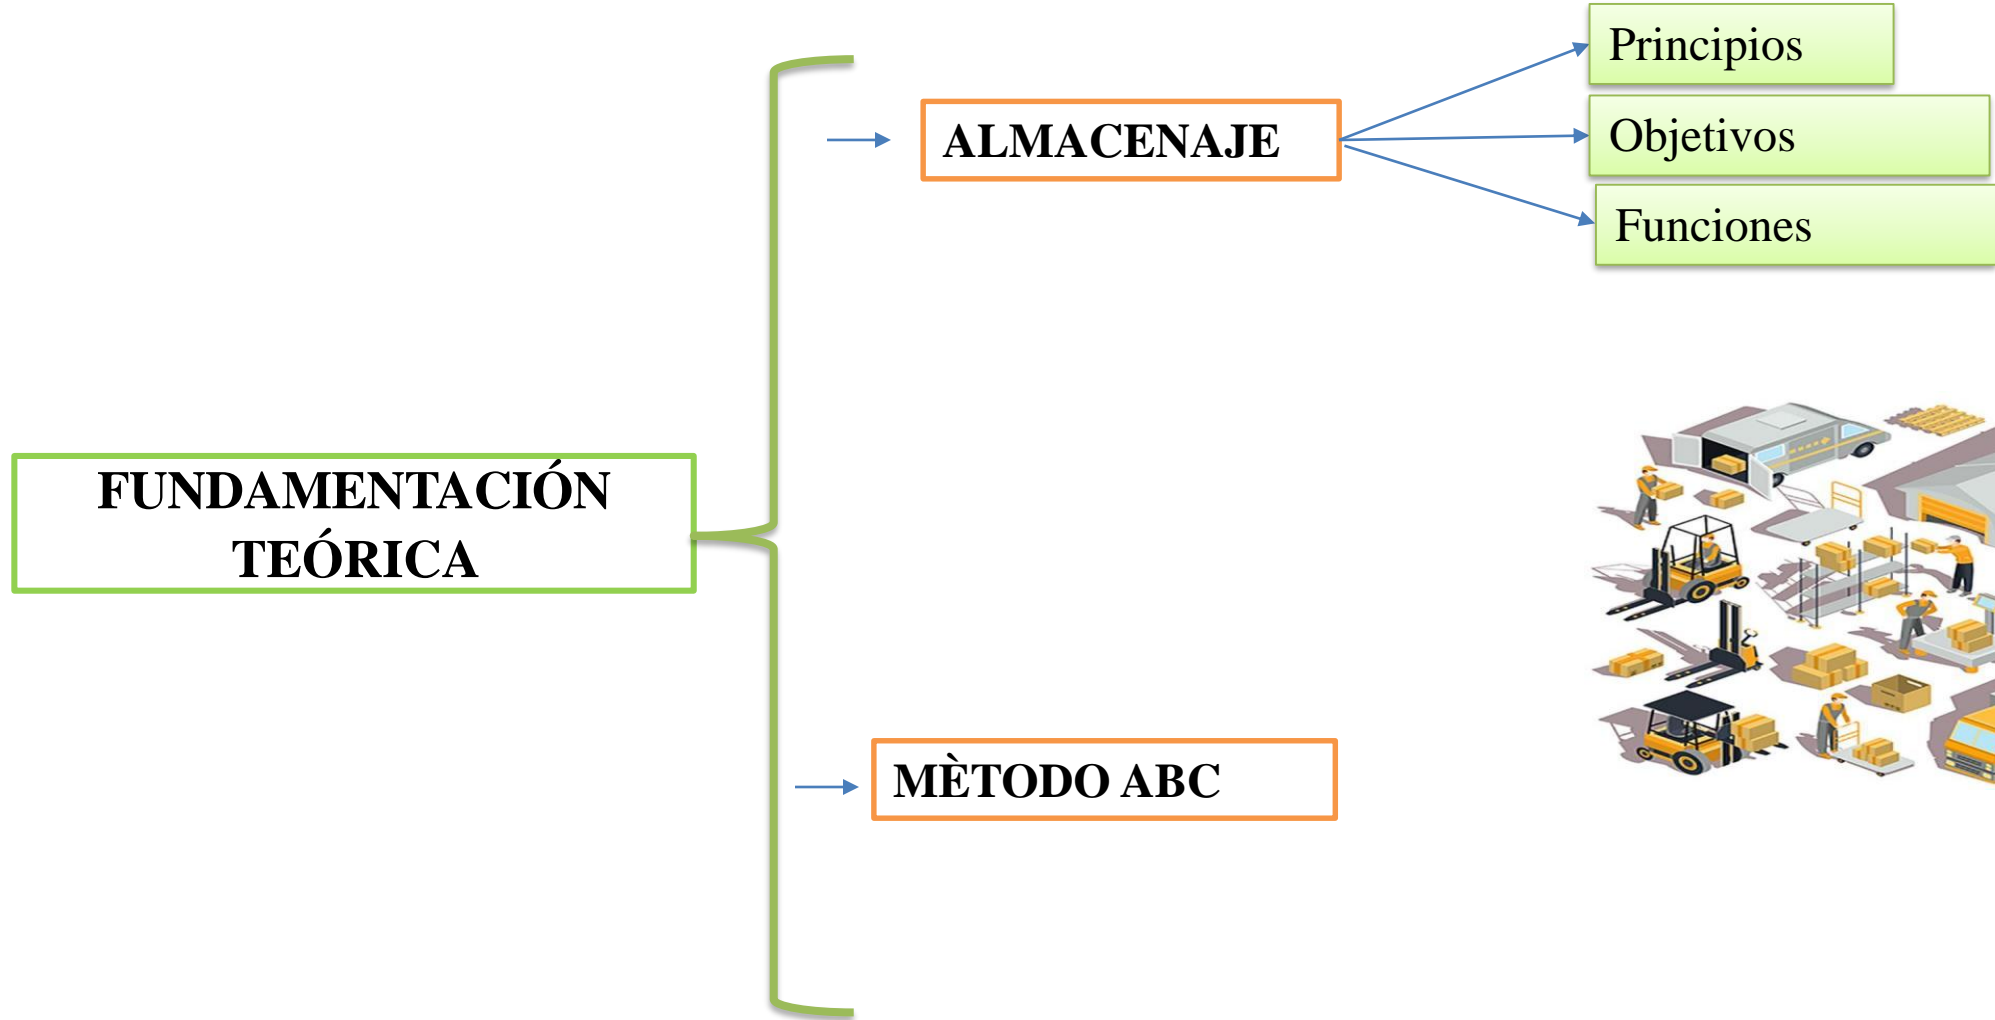 Principios
ALMACENAJE
Objetivos
Funciones
FUNDAMENTACIÓN
TEÓRICA
MÈTODO ABC